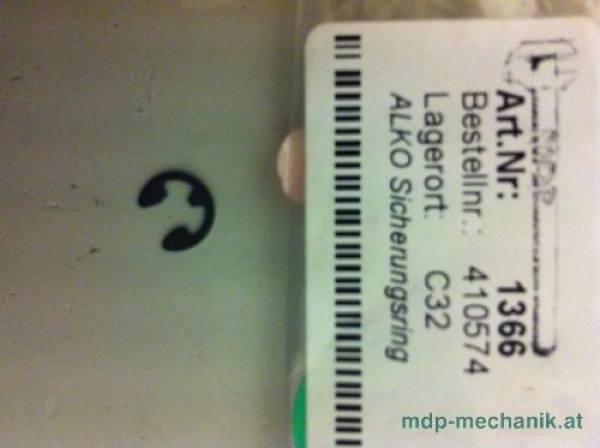 Art.Nr: 1366
Bestellnr.: 410574
Lagerort: C32
ALKO Sicherungsring
mdp-mechanik.at